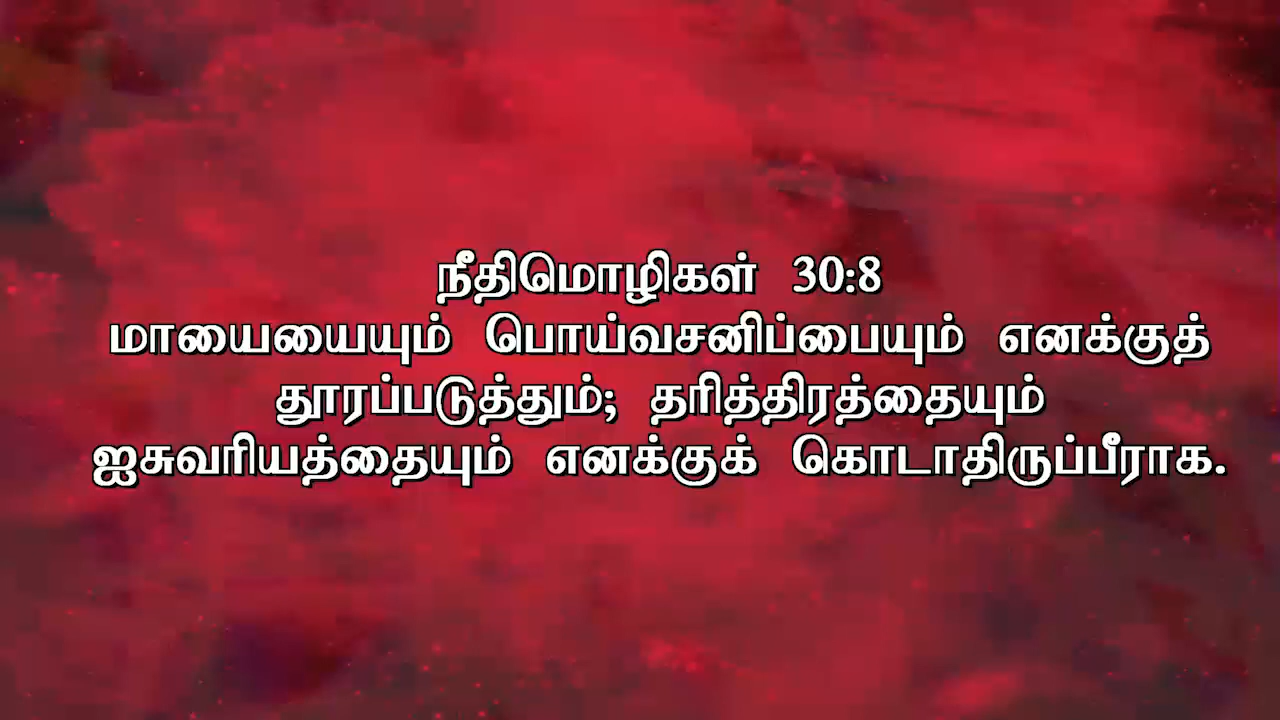 நீதிமொழிகள் 30:8
மாயையையும் பொய்வசனிப்பையும் எனக்குத்
தூரப்படுத்தும்; தரித்திரத்தையும்
ஐசுவரியத்தையும் எனக்குக் கொடாதிருப்பீராக.